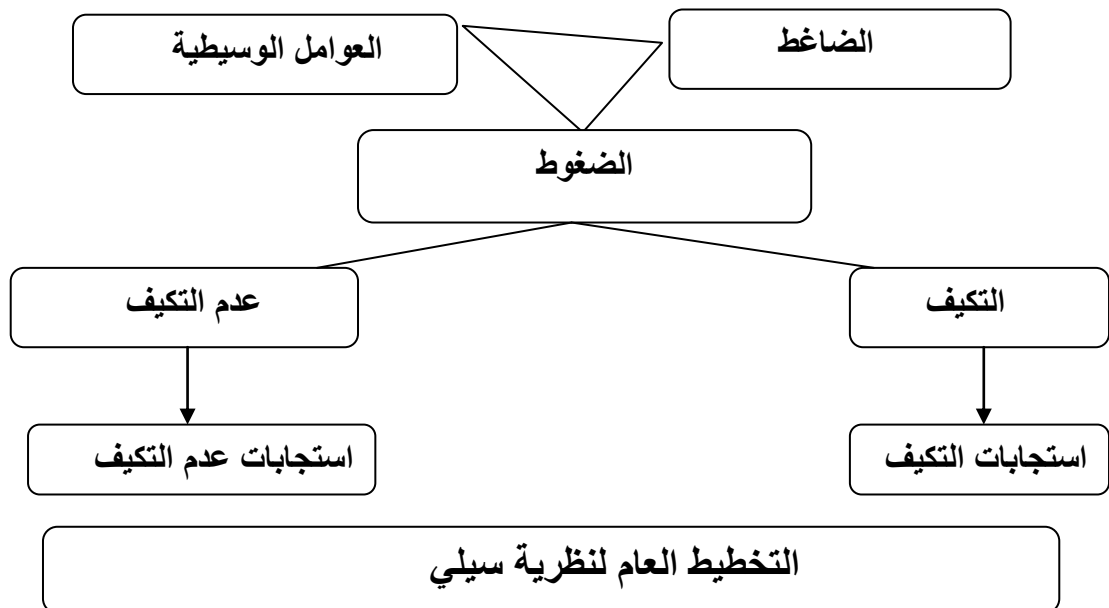 الضاغط
العوامل الوسيطية
الضغوط
التكيف
عدم التكيف
استجابات التكيف
استجابات عدم التكيف
التخطيط العام لنظرية سيلي